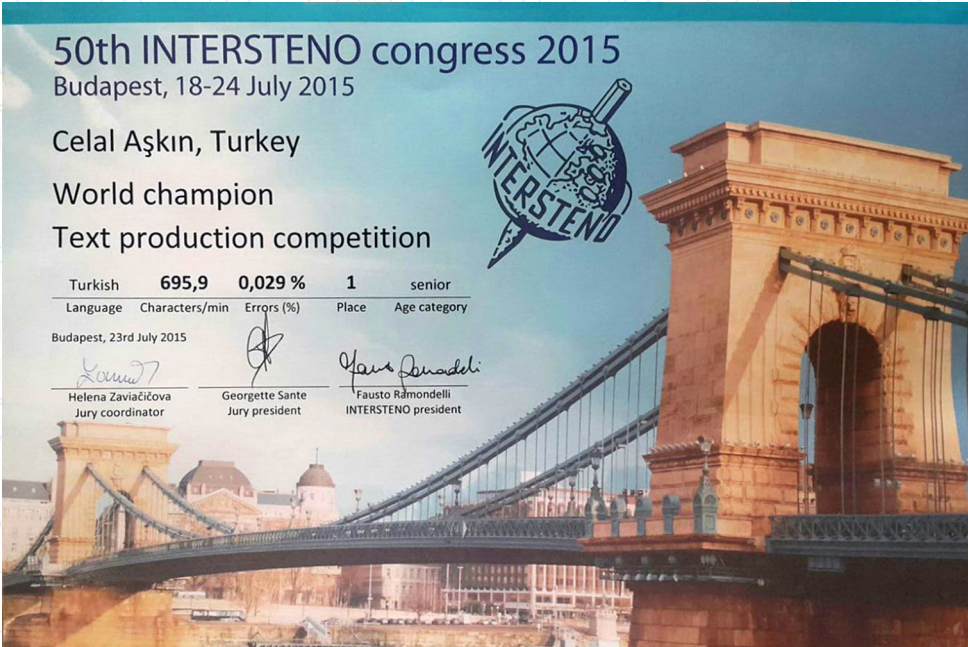 50th INTERSTENO congress 2015
Budapest, 18-24 July 2015
Celal Aşkın, Turkey
World champion
Text production competition
INTERSTENO
Turkish 695,9 0,029 % 1 senior
Language Characters/min Errors (%) Place Age category
Budapest, 23rd July 2015
Helena Zaviačičova Georgette Sante Fausto Ramondelli
Jury coordinator Jury president INTERSTENO president